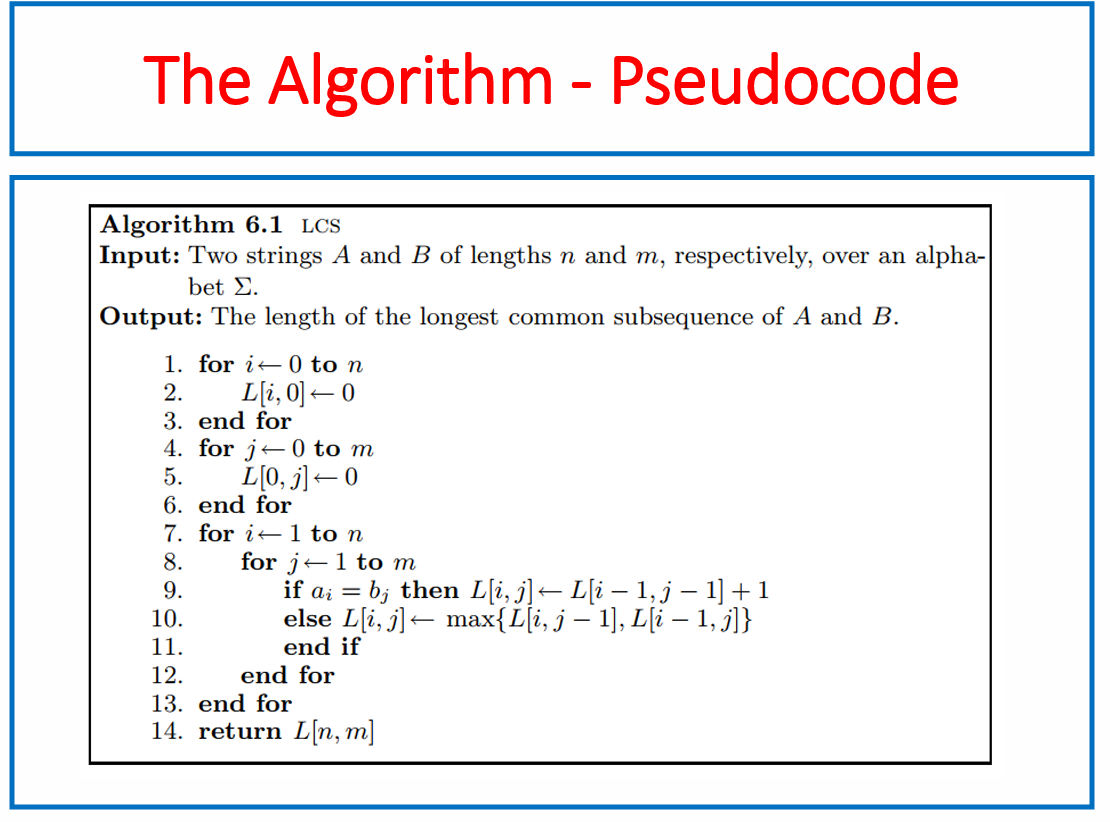 The Algorithm - Pseudocode
Algorithm 6.1 LCS
Input: Two strings A and B of lengths n and m, respectively, over an alpha-
bet Σ.
Output: The length of the longest common subsequence of A and B.
1. for i ← 0 to n
2. L[i, 0] ← 0
3. end for
4. for j ← 0 to m
5. L[0, j] ← 0
6. end for
7. for i ← 1 to n
8. for j ← 1 to m
9. if aᵢ = bⱼ then L[i, j] ← L[i − 1, j − 1] + 1
10. else L[i, j] ← max{L[i, j − 1], L[i − 1, j]}
11. end if
12. end for
13. end for
14. return L[n, m]